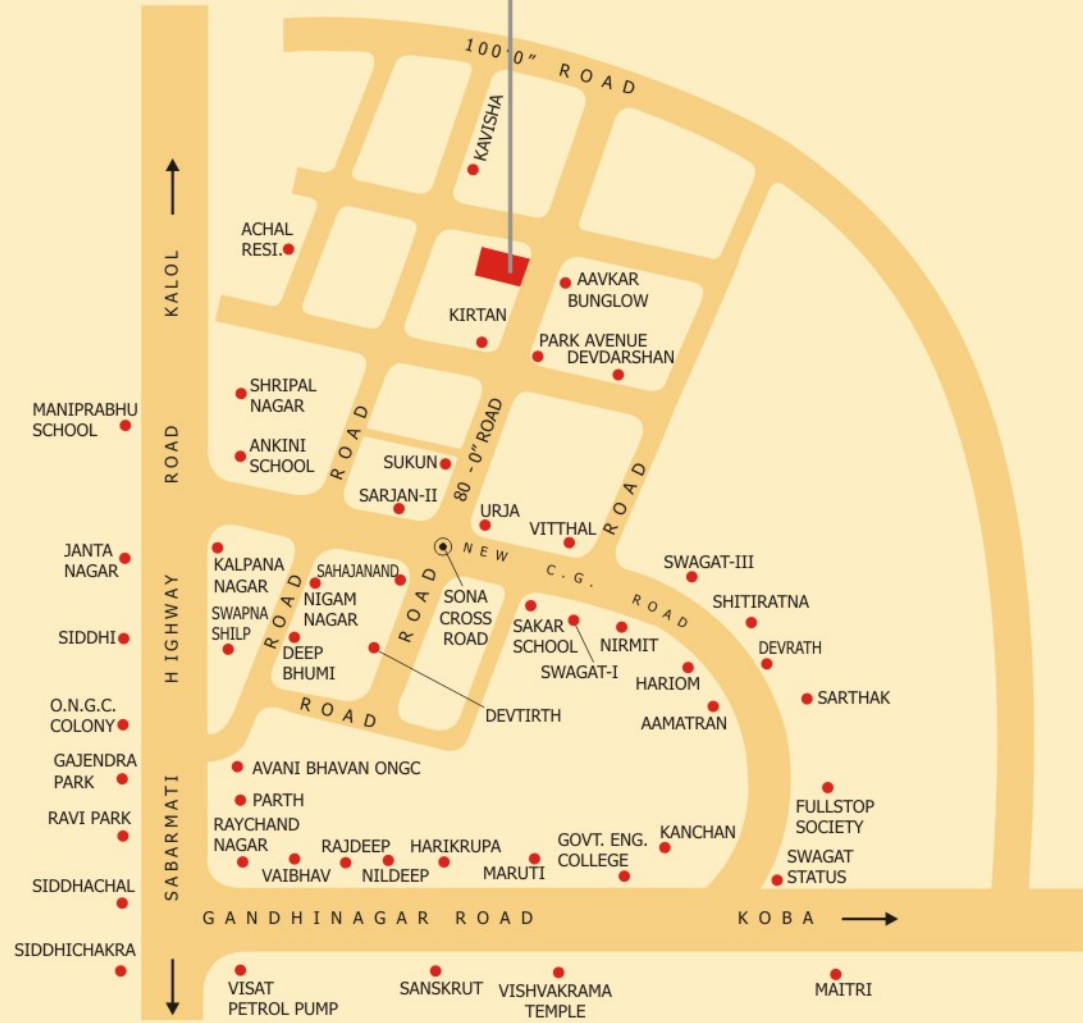 100'0" ROAD
KAVISHA
ACHAL
RESI.
KALOL
AAVKAR
BUNGLOW
KIRTAN
PARK AVENUE
DEVDARSHAN
SHRIPAL
NAGAR
MANIPRABHU
SCHOOL
ROAD
ANKINI
SCHOOL
ROAD
SUKUN
80 - 0" ROAD
SARJAN-II
URJA
VITTHAL
ROAD
JANTA
NAGAR
KALPANA
NAGAR
SAHAJANAND
NIGAM
NAGAR
NEW C.G. ROAD
SONA
CROSS
ROAD
SWAGAT-III
SHITIRATNA
HIGHWAY
SWAPNA
SHILP
ROAD
ROAD
SIDDHI
DEEP
BHUMI
SAKAR
SCHOOL
SWAGAT-I
NIRMIT
DEVRATH
HARIOM
SARTHAK
AAMATRAN
O.N.G.C.
COLONY
ROAD
DEVTIRTH
GAJENDRA
PARK
AVANI BHAVAN ONGC
PARTH
RAVI PARK
SABARMATI
RAYCHAND
NAGAR
VAIBHAV
RAJDEEP
NILDEEP
HARIKRUPA
MARUTI
GOVT. ENG.
COLLEGE
KANCHAN
FULLSTOP
SOCIETY
SWAGAT
STATUS
SIDDHACHAL
GANDHINAGAR ROAD
KOBA
SIDDHICHAKRA
VISAT
PETROL PUMP
SANSKRUT
VISHVAKRAMA
TEMPLE
MAITRI